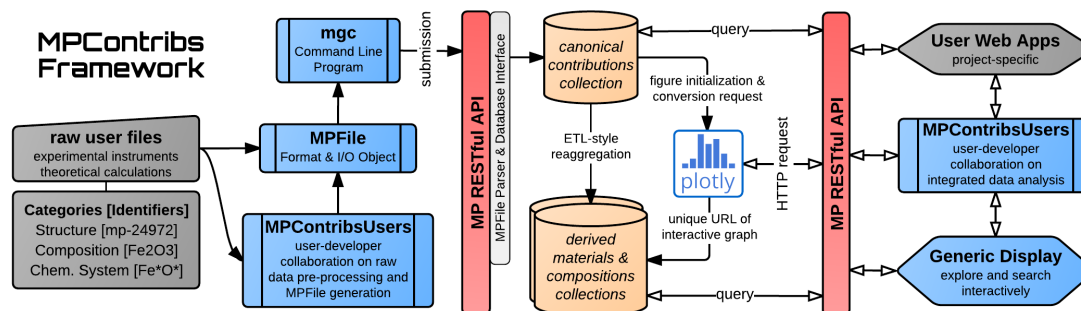 MPContribs
Framework
raw user files
experimental instruments
theoretical calculations
Categories [Identifiers]
Structure [mp-24972]
Composition [Fe2O3]
Chem. System [Fe*O*]
mgc
Command Line
Program
MPFile
Format & I/O Object
MPContribsUsers
user-developer
collaboration on raw
data pre-processing and
MPFile generation
submission
MP RESTful API
MPFile Parser & Database Interface
canonical
contributions
collection
query
figure initialization &
conversion request
ETL-style
reaggregation
plotly
HTTP request
unique URL of
interactive graph
derived
materials &
compositions
collections
query
MP RESTful API
User Web Apps
project-specific
MPContribsUsers
user-developer
collaboration on
integrated data analysis
Generic Display
explore and search
interactively